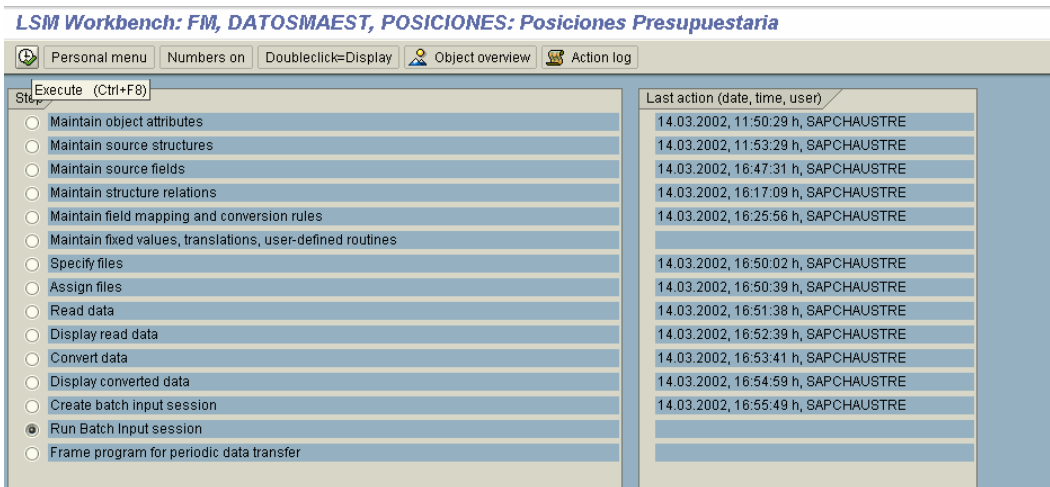 LSM Workbench: FM, DATOSMAEST, POSICIONES: Posiciones Presupuestaria
Personal menu Numbers on Doubleclick=Display Object overview Action log
Execute (Ctrl+F8)
Step Last action (date, time, user)
Maintain object attributes 14.03.2002, 11:50:29 h, SAPCHAUSTRE
Maintain source structures 14.03.2002, 11:53:29 h, SAPCHAUSTRE
Maintain source fields 14.03.2002, 16:47:31 h, SAPCHAUSTRE
Maintain structure relations 14.03.2002, 16:17:09 h, SAPCHAUSTRE
Maintain field mapping and conversion rules 14.03.2002, 16:25:56 h, SAPCHAUSTRE
Maintain fixed values, translations, user-defined routines
Specify files 14.03.2002, 16:50:02 h, SAPCHAUSTRE
Assign files 14.03.2002, 16:50:39 h, SAPCHAUSTRE
Read data 14.03.2002, 16:51:38 h, SAPCHAUSTRE
Display read data 14.03.2002, 16:52:39 h, SAPCHAUSTRE
Convert data 14.03.2002, 16:53:41 h, SAPCHAUSTRE
Display converted data 14.03.2002, 16:54:59 h, SAPCHAUSTRE
Create batch input session 14.03.2002, 16:55:49 h, SAPCHAUSTRE
Run Batch Input session
Frame program for periodic data transfer